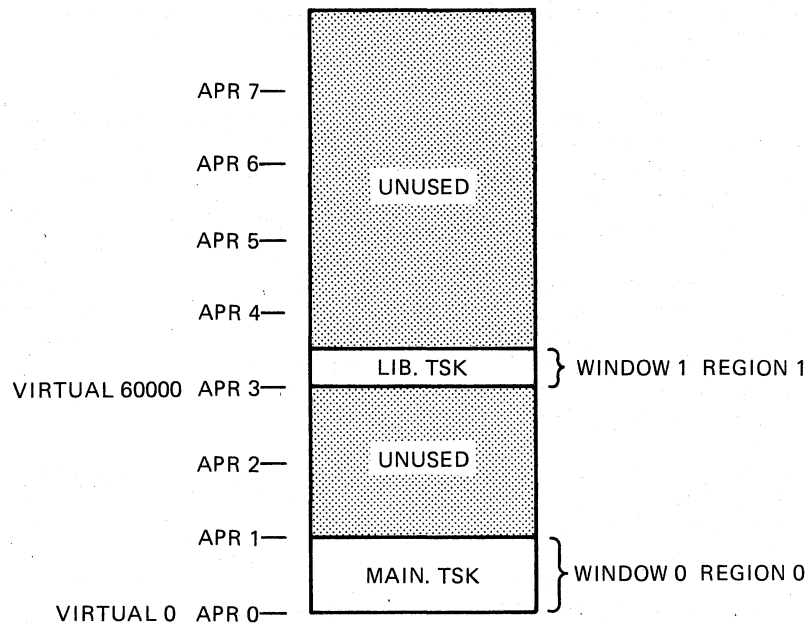 APR 7
APR 6
UNUSED
APR 5
APR 4
LIB. TSK WINDOW 1 REGION 1
VIRTUAL 60000 APR 3
APR 2 UNUSED
APR 1
MAIN. TSK WINDOW 0 REGION 0
VIRTUAL 0 APR 0